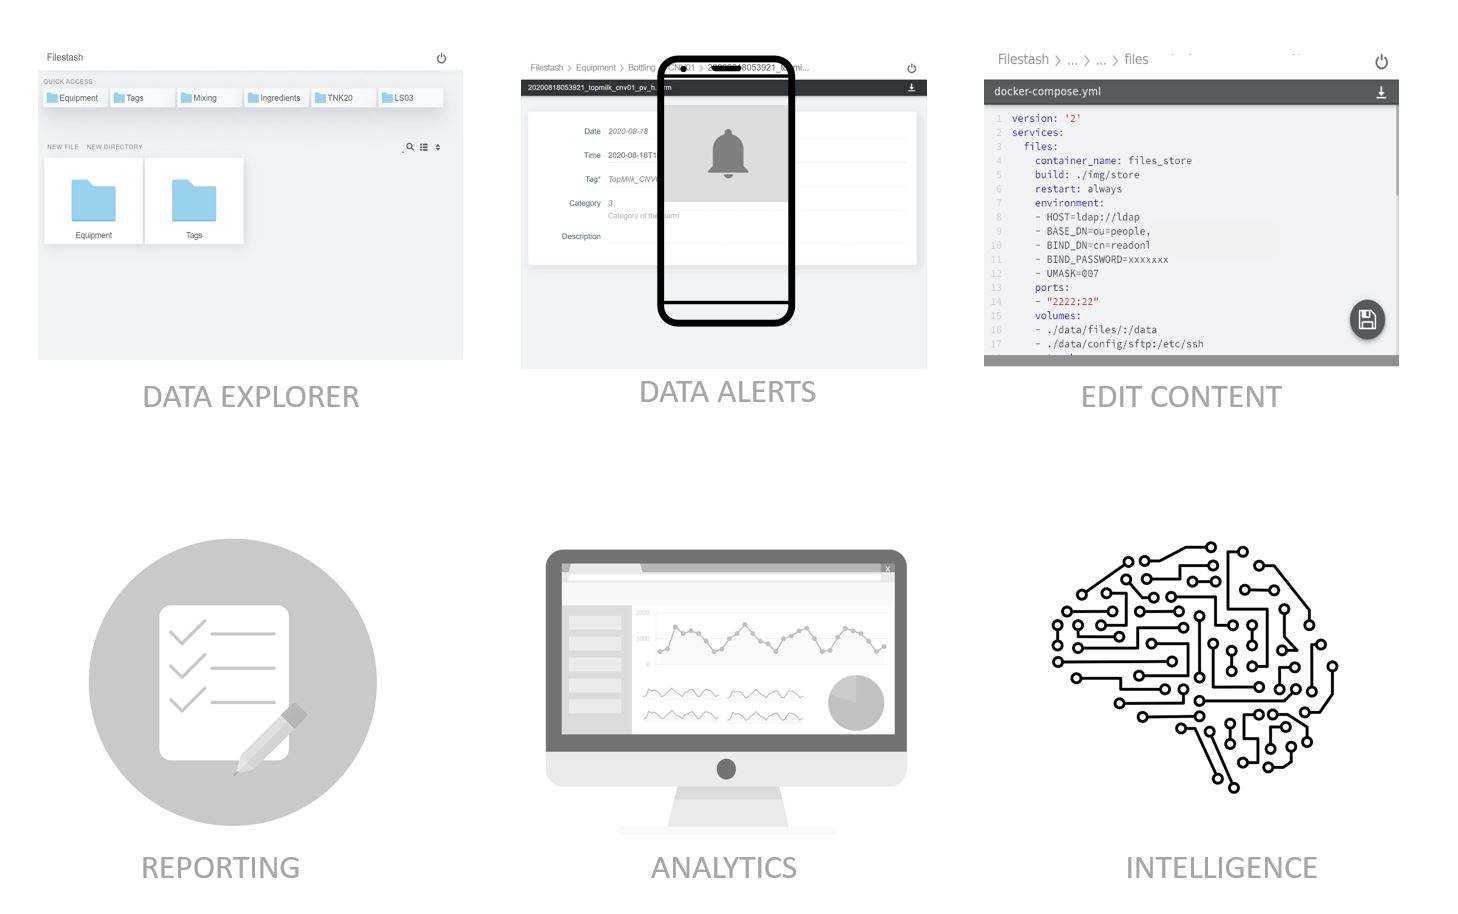 Filestash
QUICK ACCESS
Equipment Tags Mixing Ingredients TNK20 LS03
NEW FILE NEW DIRECTORY
Equipment Tags
DATA EXPLORER
Filestash > Equipment > Bottling > CNV01 > 20200818053921_topmi...
20200818053921_topmilk_cnv01_pv_h.
Date 2020-08-18
Time 2020-08-18T1
Tag* TopMilk_CNV
Category 3
Category of the alarm
Description
DATA ALERTS
Filestash > ... > ... > files
docker-compose.yml
1 version: '2'
2 services:
3 files:
4 container_name: files_store
5 build: ./img/store
6 restart: always
7 environment:
8 - HOST=ldap://ldap
9 - BASE_DN=ou=people,
10 - BIND_DN=cn=readonl
11 - BIND_PASSWORD=xxxxxxx
12 - UMASK=007
13 ports:
14 - "2222:22"
15 volumes:
16 - ./data/files/:/data
17 - ./data/config/sftp:/etc/ssh
EDIT CONTENT
REPORTING
X
2000
1000
0
ANALYTICS
INTELLIGENCE